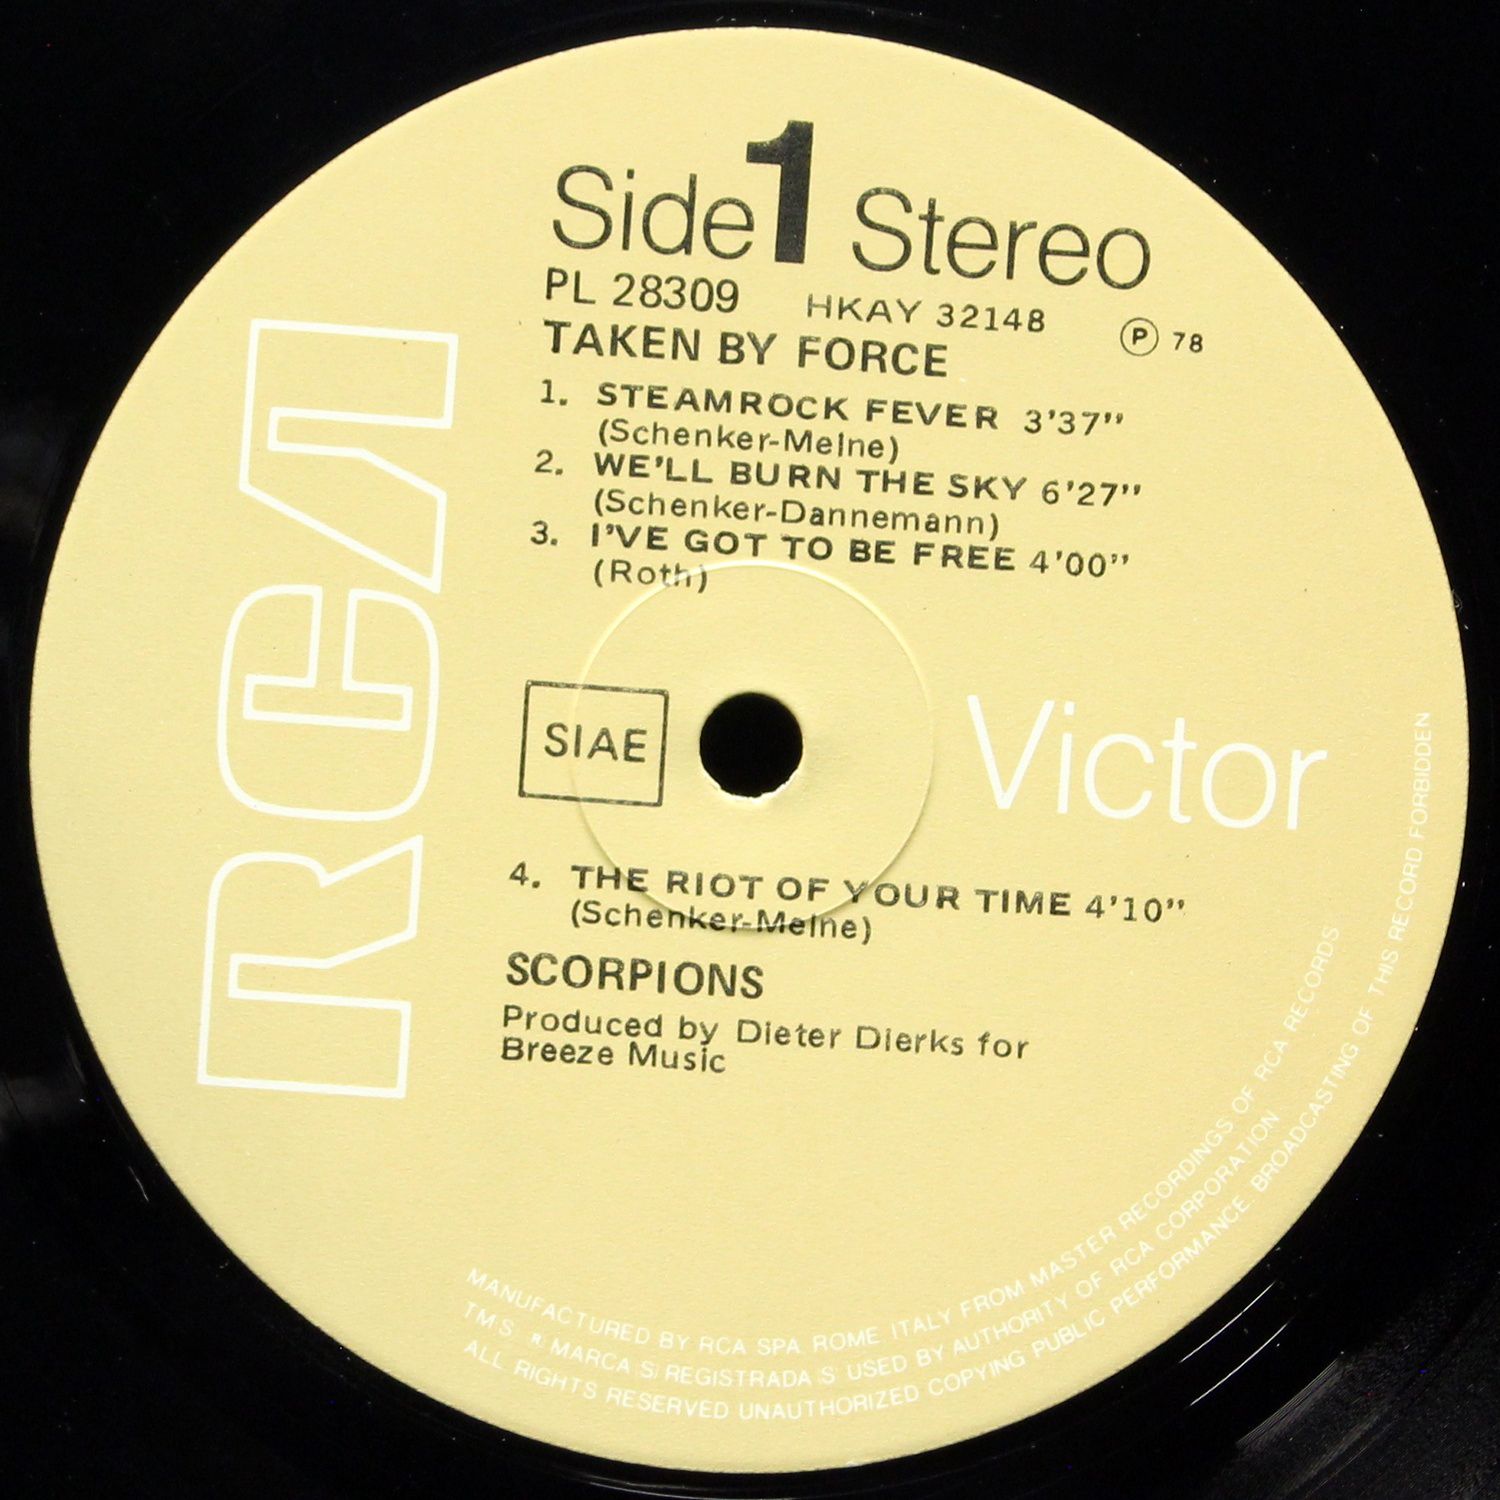 Side 1 Stereo
PL 28309 HKAY 32148 Ⓟ 78
TAKEN BY FORCE
1. STEAMROCK FEVER 3'37"
(Schenker-Meine)
2. WE'LL BURN THE SKY 6'27"
(Schenker-Dannemann)
3. I'VE GOT TO BE FREE 4'00"
(Roth)
RCA
SIAE
Victor
4. THE RIOT OF YOUR TIME 4'10"
(Schenker-Meine)
SCORPIONS
Produced by Dieter Dierks for
Breeze Music
MANUFACTURED BY RCA SPA ROME ITALY FROM MASTER RECORDINGS OF RCA RECORDS
TMS ® MARCA(S) REGISTRADA(S) USED BY AUTHORITY OF RCA CORPORATION
ALL RIGHTS RESERVED UNAUTHORIZED COPYING PUBLIC PERFORMANCE BROADCASTING OF THIS RECORD FORBIDDEN